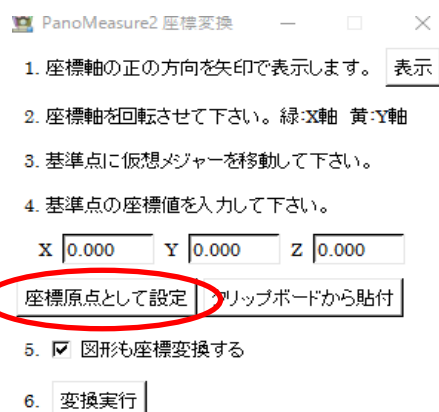 PanoMeasure2 座標変換
1. 座標軸の正の方向を矢印で表示します。 表示
2. 座標軸を回転させて下さい。緑:X軸 黄:Y軸
3. 基準点に仮想メジャーを移動して下さい。
4. 基準点の座標値を入力して下さい。
X 0.000 Y 0.000 Z 0.000
座標原点として設定 クリップボードから貼付
5. 図形も座標変換する
6. 変換実行